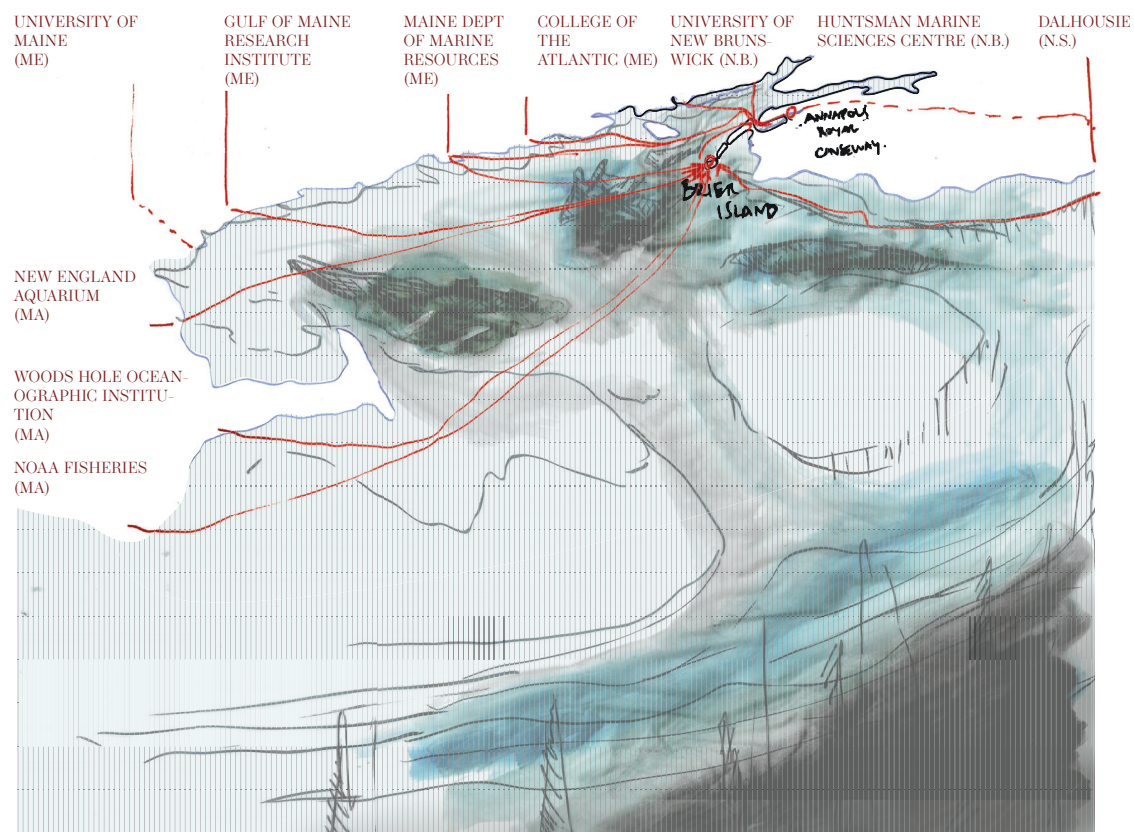 UNIVERSITY OF
MAINE
(ME)
GULF OF MAINE
RESEARCH
INSTITUTE
(ME)
MAINE DEPT
OF MARINE
RESOURCES
(ME)
COLLEGE OF
THE
ATLANTIC (ME)
UNIVERSITY OF
NEW BRUNS-
WICK (N.B.)
HUNTSMAN MARINE
SCIENCES CENTRE (N.B.)
DALHOUSIE
(N.S.)
ANNAPOLIS
ROYAL
CAUSEWAY.
BRIER
ISLAND
NEW ENGLAND
AQUARIUM
(MA)
WOODS HOLE OCEAN-
OGRAPHIC INSTITU-
TION
(MA)
NOAA FISHERIES
(MA)